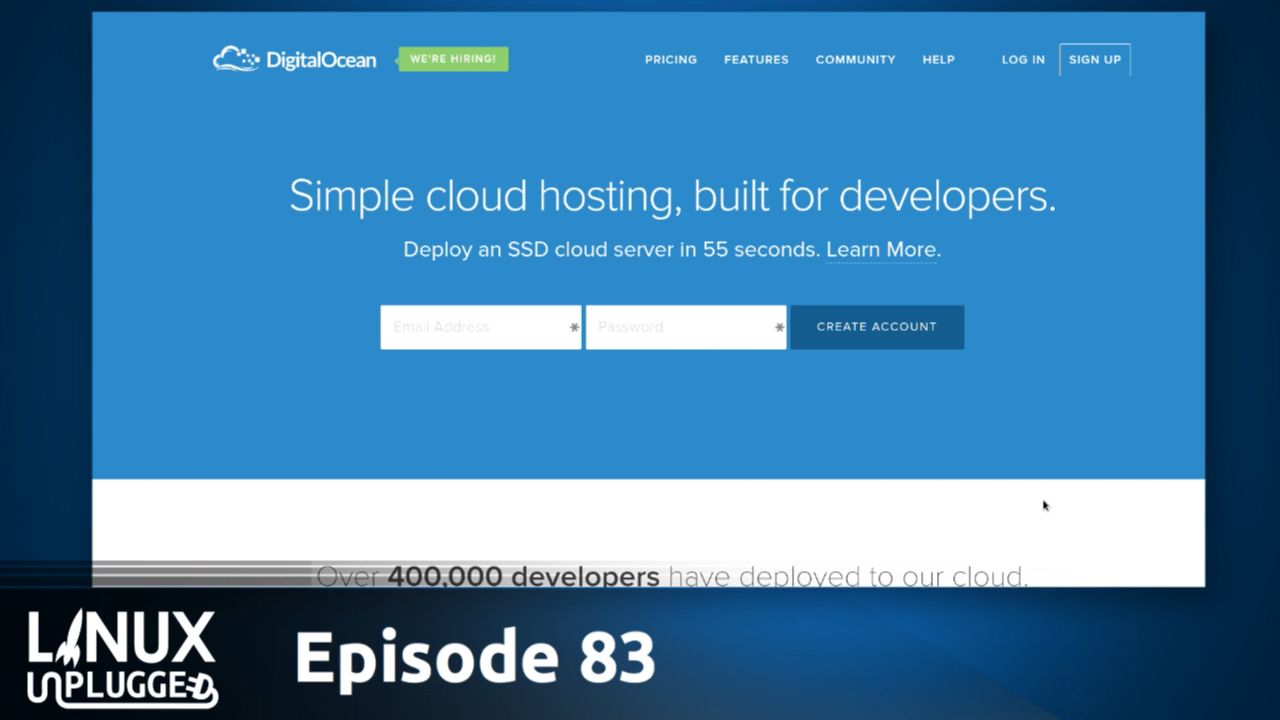 DigitalOcean WE'RE HIRING! PRICING FEATURES COMMUNITY HELP LOG IN SIGN UP
Simple cloud hosting, built for developers.
Deploy an SSD cloud server in 55 seconds. Learn More.
Email Address * Password * CREATE ACCOUNT
Over 400,000 developers have deployed to our cloud.
LINUX
UNPLUGGED
Episode 83